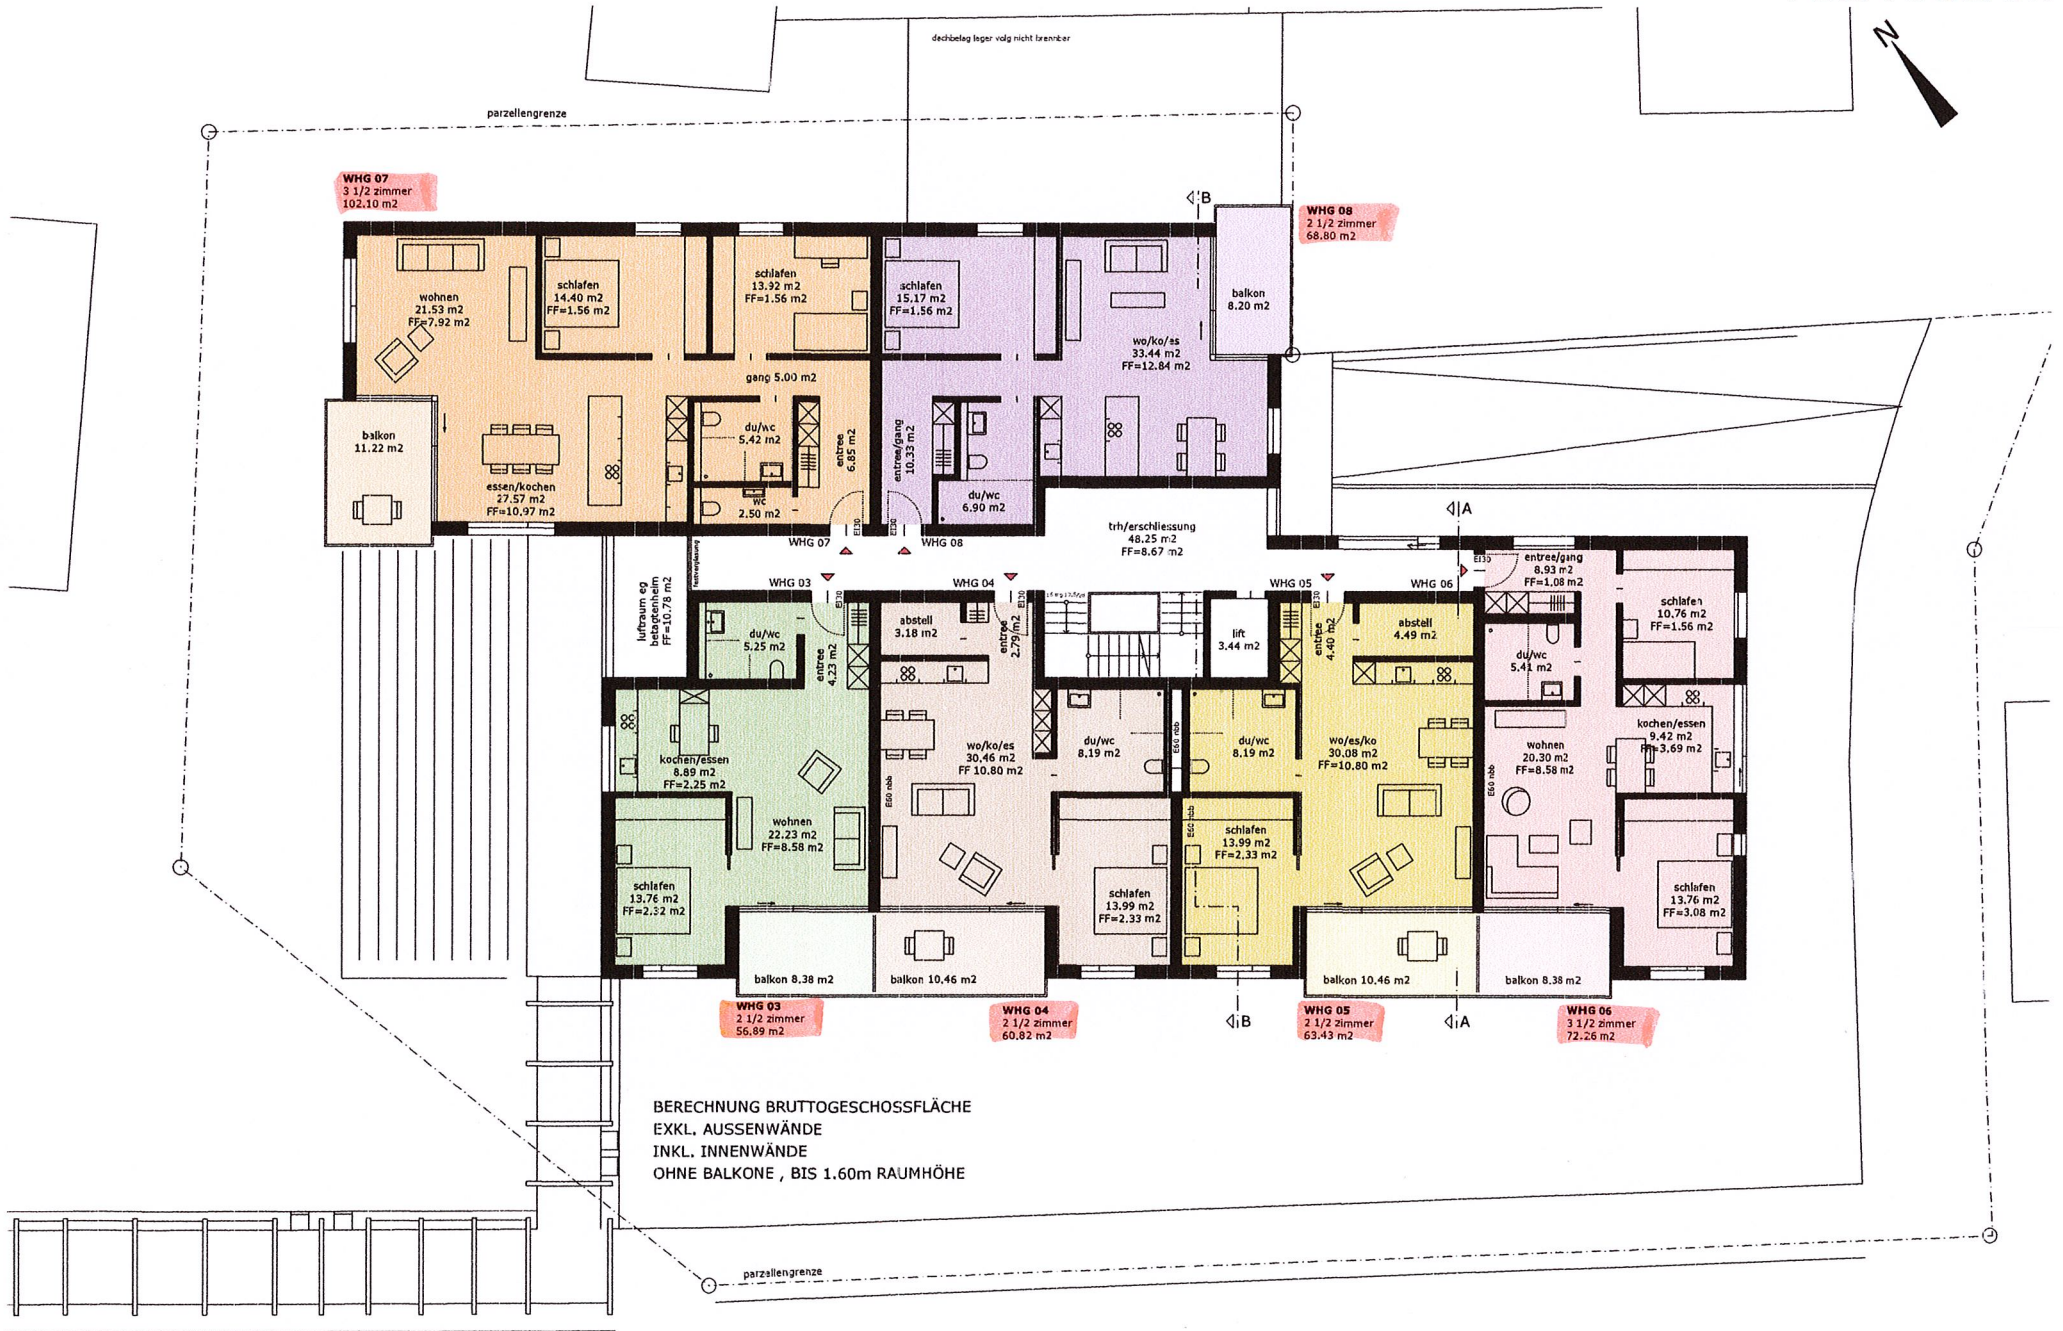 dachbelag lager volg nicht brennbar
N
parzellengrenze
WHG 07
3 1/2 zimmer
102.10 m2
B
WHG 08
2 1/2 zimmer
68.80 m2
wohnen
21.53 m2
FF=7.92 m2
schlafen
14.40 m2
FF=1.56 m2
schlafen
13.92 m2
FF=1.56 m2
schlafen
15.17 m2
FF=1.56 m2
wo/ko/es
33.44 m2
FF=12.84 m2
balkon
8.20 m2
gang 5.00 m2
balkon
11.22 m2
essen/kochen
27.57 m2
FF=10.97 m2
du/wc
5.42 m2
wc
2.50 m2
entree
6.85 m2
entree/gang
10.33 m2
du/wc
6.90 m2
EI30
EI30
WHG 07
WHG 08
trh/erschliessung
48.25 m2
FF=8.67 m2
A
luftraum eg
betagtenheim
FF=10.78 m2
festverglasung
WHG 03
WHG 04
WHG 05
WHG 06
EI30
EI30
EI30
EI30
entree/gang
8.93 m2
FF=1.08 m2
schlafen
10.76 m2
FF=1.56 m2
du/wc
5.25 m2
entree
4.23 m2
abstell
3.18 m2
entree
2.79 m2
lift
3.44 m2
entree
4.40 m2
abstell
4.49 m2
du/wc
5.41 m2
kochen/essen
8.89 m2
FF=2.25 m2
wo/ko/es
30.46 m2
FF 10.80 m2
E60 nbb
du/wc
8.19 m2
E60 nbb
du/wc
8.19 m2
wo/es/ko
30.08 m2
FF=10.80 m2
wohnen
20.30 m2
FF=8.58 m2
E60 nbb
kochen/essen
9.42 m2
FF=3.69 m2
schlafen
13.76 m2
FF=2.32 m2
wohnen
22.23 m2
FF=8.58 m2
schlafen
13.99 m2
FF=2.33 m2
E60 nbb
schlafen
13.99 m2
FF=2.33 m2
schlafen
13.76 m2
FF=3.08 m2
balkon 8.38 m2
balkon 10.46 m2
balkon 10.46 m2
balkon 8.38 m2
WHG 03
2 1/2 zimmer
56.89 m2
WHG 04
2 1/2 zimmer
60.82 m2
B
WHG 05
2 1/2 zimmer
63.43 m2
A
WHG 06
3 1/2 zimmer
72.26 m2
BERECHNUNG BRUTTOGESCHOSSFLÄCHE
EXKL. AUSSENWÄNDE
INKL. INNENWÄNDE
OHNE BALKONE , BIS 1.60m RAUMHÖHE
parzellengrenze